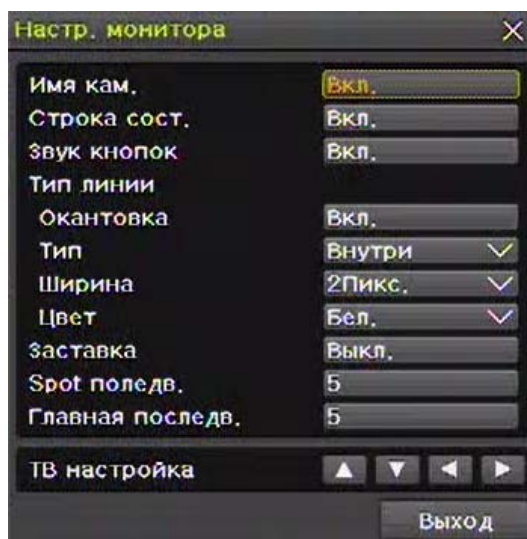 Настр. монитора
Имя кам. Вкл.
Строка сост. Вкл.
Звук кнопок Вкл.
Тип линии
Окантовка Вкл.
Тип Внутри
Ширина 2Пикс.
Цвет Бел.
Заставка Выкл.
Spot поледв. 5
Главная последв. 5
ТВ настройка
Выход